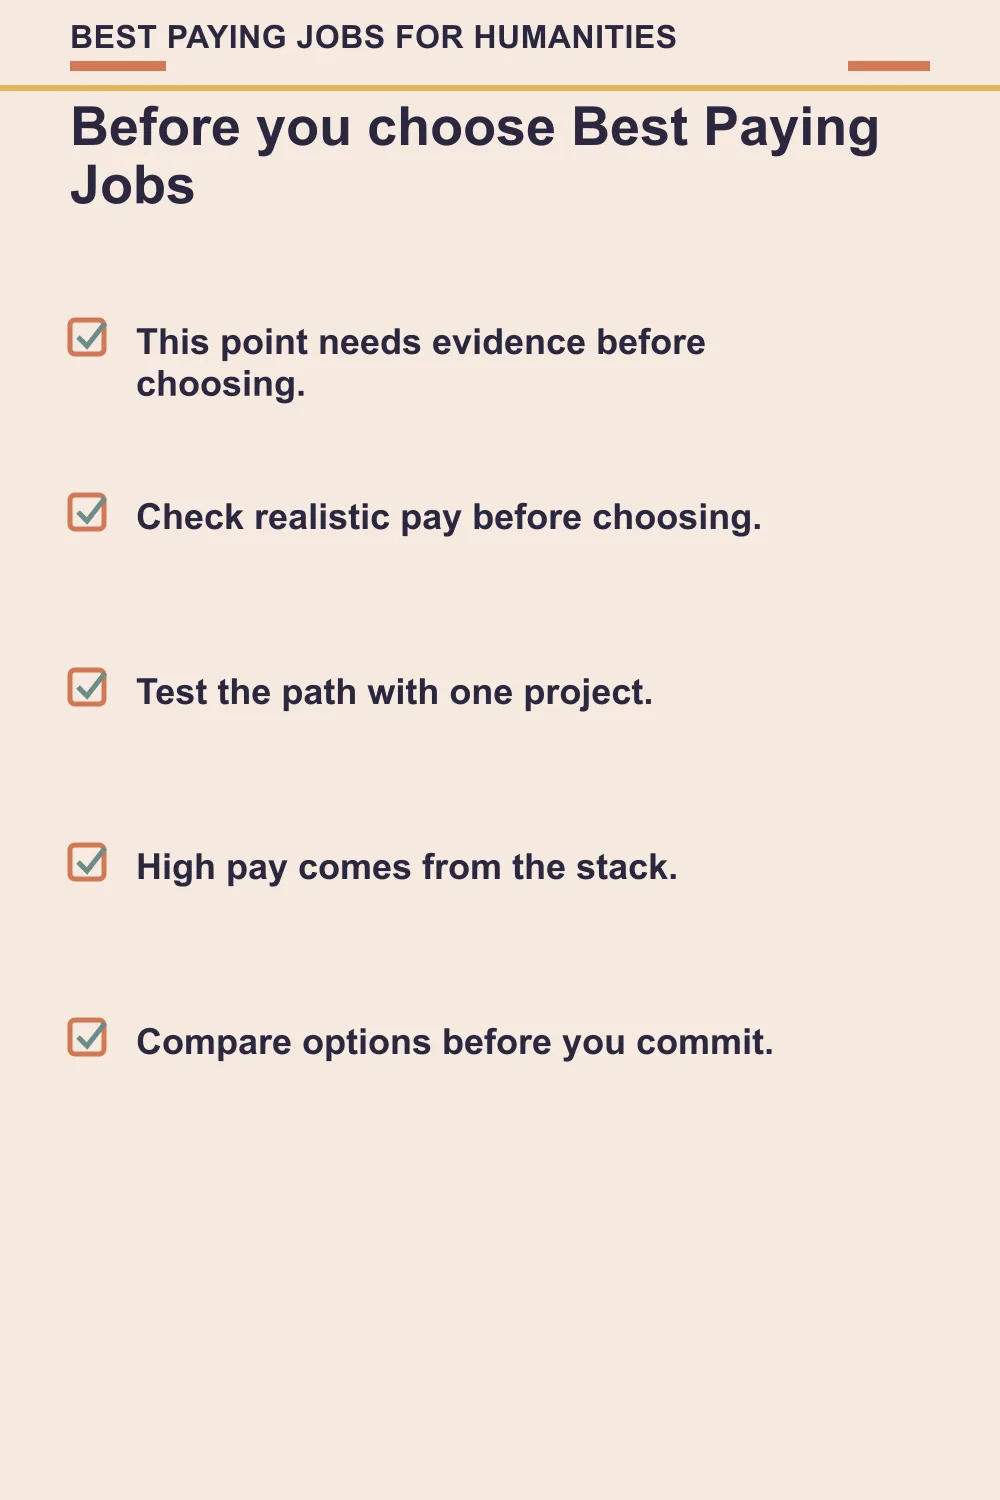 BEST PAYING JOBS FOR HUMANITIES
Before you choose Best Paying
Jobs
This point needs evidence before
choosing.
Check realistic pay before choosing.
Test the path with one project.
High pay comes from the stack.
Compare options before you commit.